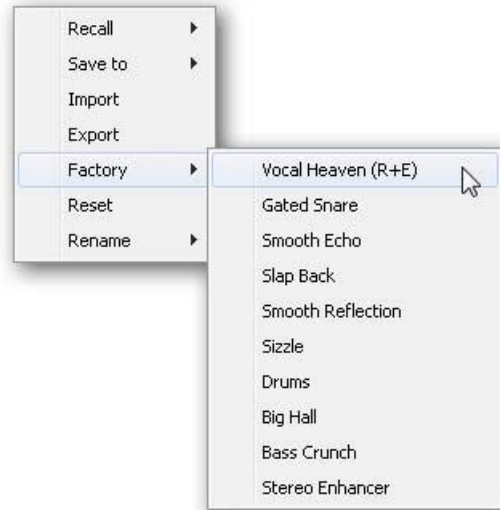 Recall
Save to
Import
Export
Factory
Reset
Rename
Vocal Heaven (R+E)
Gated Snare
Smooth Echo
Slap Back
Smooth Reflection
Sizzle
Drums
Big Hall
Bass Crunch
Stereo Enhancer